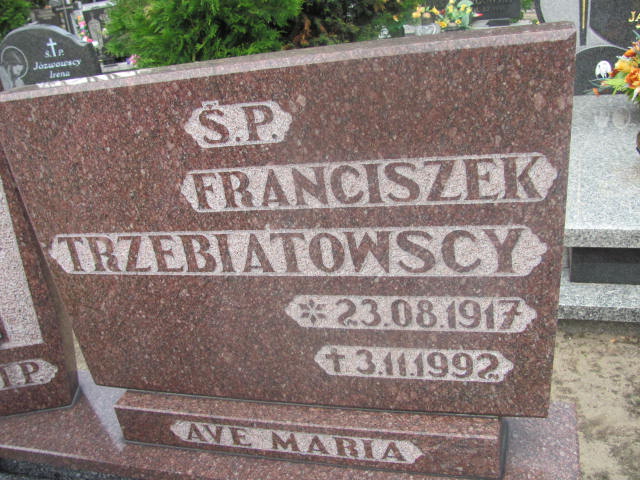 Ś.P.
Józwowscy
Irena
Ś.P.
FRANCISZEK
TRZEBIATOWSCY
* 23.08.1917
† 3.11.1992
I P.
AVE MARIA